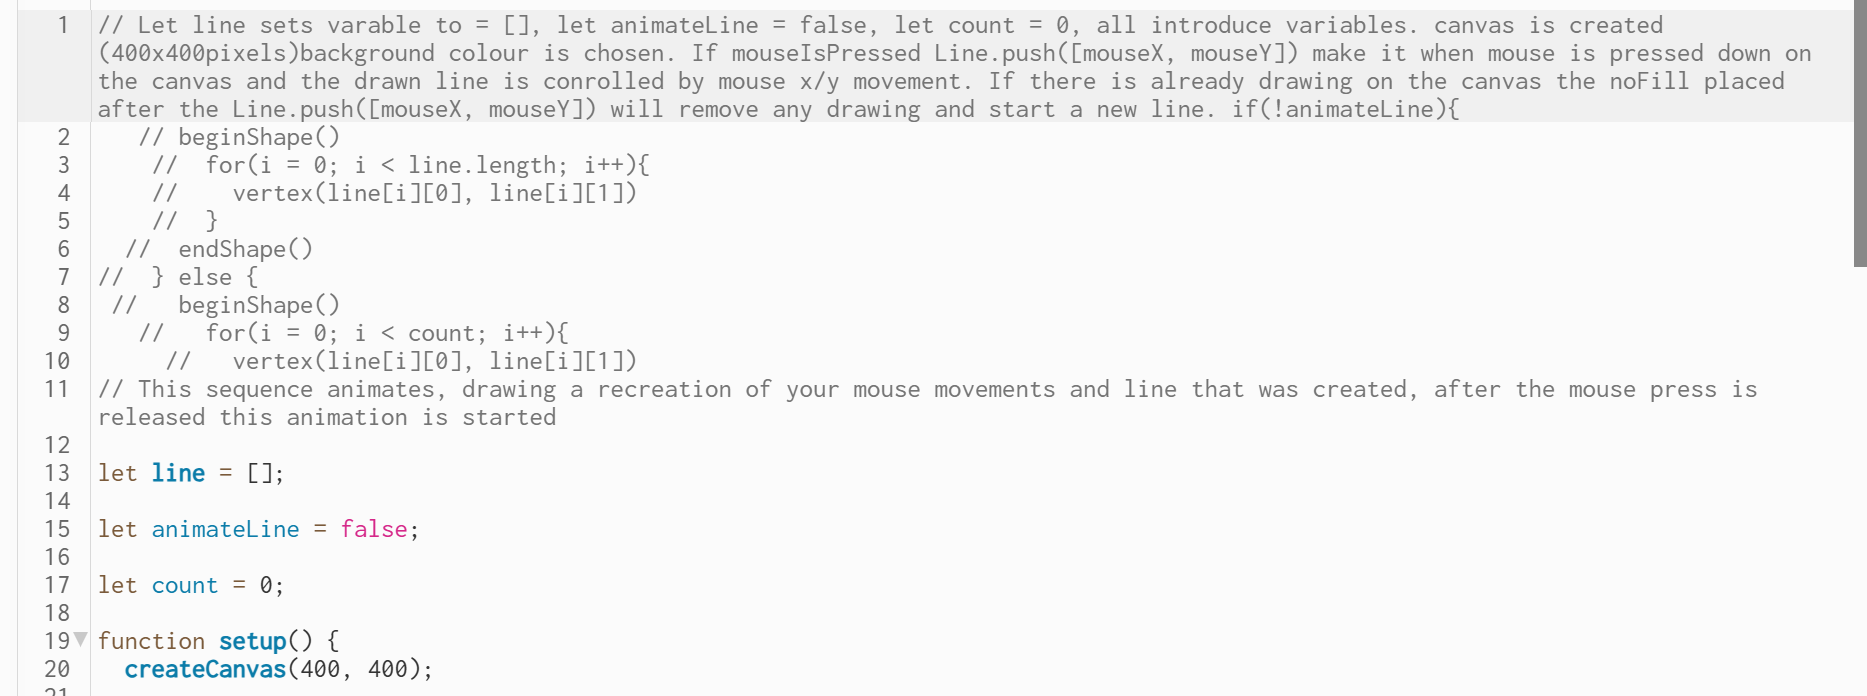 1 // Let line sets varable to = [], let animateLine = false, let count = 0, all introduce variables. canvas is created
(400x400pixels)background colour is chosen. If mouseIsPressed Line.push([mouseX, mouseY]) make it when mouse is pressed down on
the canvas and the drawn line is conrolled by mouse x/y movement. If there is already drawing on the canvas the noFill placed
after the Line.push([mouseX, mouseY]) will remove any drawing and start a new line. if(!animateLine){
2    // beginShape()
3     //  for(i = 0; i < line.length; i++){
4     //    vertex(line[i][0], line[i][1])
5     //  }
6   //  endShape()
7 //  } else {
8  //   beginShape()
9    //   for(i = 0; i < count; i++){
10      //   vertex(line[i][0], line[i][1])
11 // This sequence animates, drawing a recreation of your mouse movements and line that was created, after the mouse press is
released this animation is started
12
13 let line = [];
14
15 let animateLine = false;
16
17 let count = 0;
18
19 function setup() {
20   createCanvas(400, 400);
21